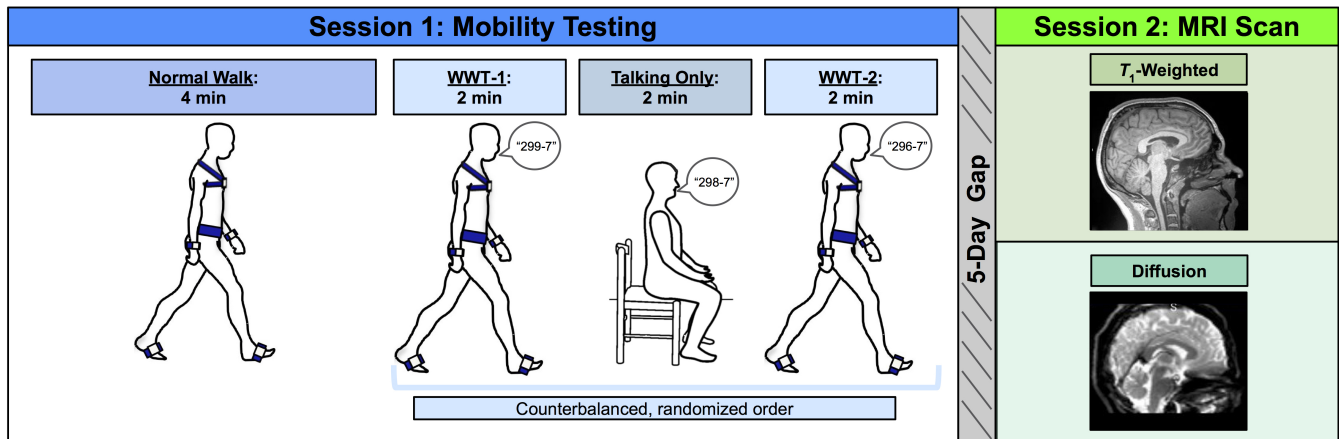 Session 1: Mobility Testing
Normal Walk:
4 min
WWT-1:
2 min
Talking Only:
2 min
WWT-2:
2 min
“299-7”
“298-7”
“296-7”
Counterbalanced, randomized order
5-Day Gap
Session 2: MRI Scan
T1-Weighted
Diffusion
S